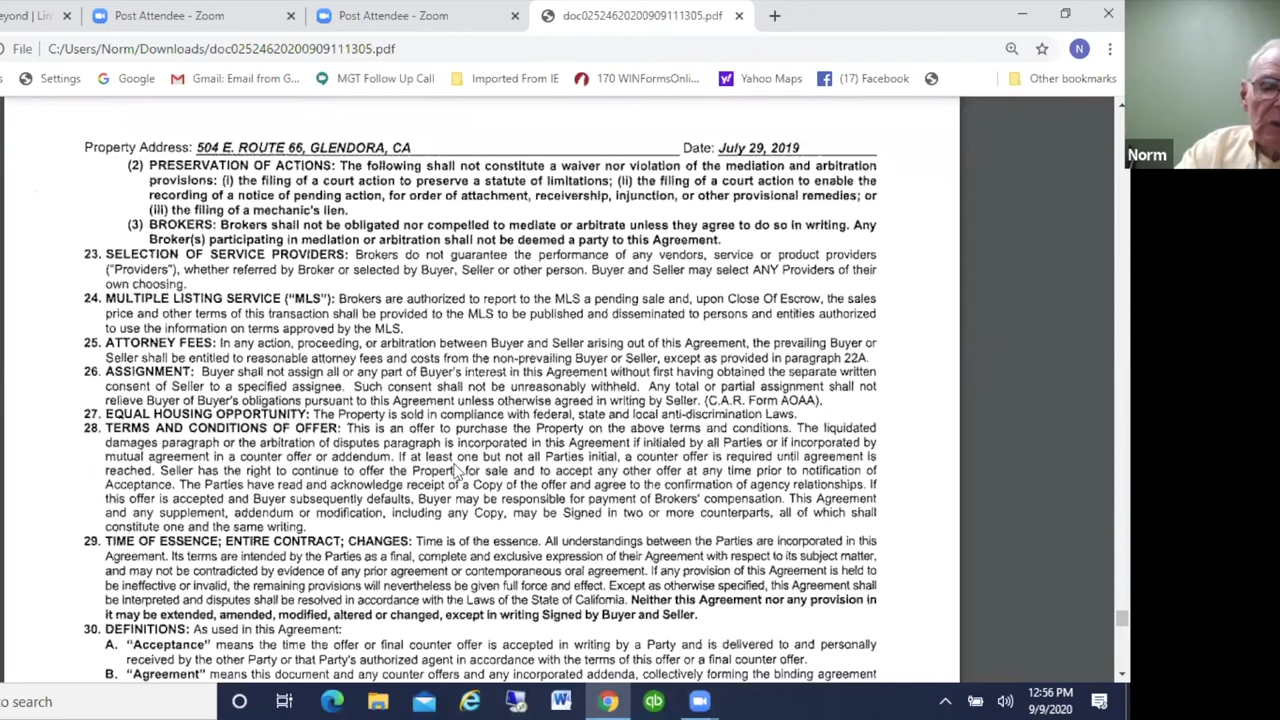 eyond | Lin
Post Attendee - Zoom
Post Attendee - Zoom
doc02524620200909111305.pdf
File C:/Users/Norm/Downloads/doc02524620200909111305.pdf
N
Settings Google Gmail: Email from G... MGT Follow Up Call Imported From IE 170 WINFormsOnli... Yahoo Maps (17) Facebook Other bookmarks
Norm
Property Address: 504 E. ROUTE 66, GLENDORA, CA Date: July 29, 2019
(2) PRESERVATION OF ACTIONS: The following shall not constitute a waiver nor violation of the mediation and arbitration
provisions: (i) the filing of a court action to preserve a statute of limitations; (ii) the filing of a court action to enable the
recording of a notice of pending action, for order of attachment, receivership, injunction, or other provisional remedies; or
(iii) the filing of a mechanic's lien.
(3) BROKERS: Brokers shall not be obligated nor compelled to mediate or arbitrate unless they agree to do so in writing. Any
Broker(s) participating in mediation or arbitration shall not be deemed a party to this Agreement.
23. SELECTION OF SERVICE PROVIDERS: Brokers do not guarantee the performance of any vendors, service or product providers
("Providers"), whether referred by Broker or selected by Buyer, Seller or other person. Buyer and Seller may select ANY Providers of their
own choosing.
24. MULTIPLE LISTING SERVICE ("MLS"): Brokers are authorized to report to the MLS a pending sale and, upon Close Of Escrow, the sales
price and other terms of this transaction shall be provided to the MLS to be published and disseminated to persons and entities authorized
to use the information on terms approved by the MLS.
25. ATTORNEY FEES: In any action, proceeding, or arbitration between Buyer and Seller arising out of this Agreement, the prevailing Buyer or
Seller shall be entitled to reasonable attorney fees and costs from the non-prevailing Buyer or Seller, except as provided in paragraph 22A.
26. ASSIGNMENT: Buyer shall not assign all or any part of Buyer's interest in this Agreement without first having obtained the separate written
consent of Seller to a specified assignee. Such consent shall not be unreasonably withheld. Any total or partial assignment shall not
relieve Buyer of Buyer's obligations pursuant to this Agreement unless otherwise agreed in writing by Seller. (C.A.R. Form AOAA).
27. EQUAL HOUSING OPPORTUNITY: The Property is sold in compliance with federal, state and local anti-discrimination Laws.
28. TERMS AND CONDITIONS OF OFFER: This is an offer to purchase the Property on the above terms and conditions. The liquidated
damages paragraph or the arbitration of disputes paragraph is incorporated in this Agreement if initialed by all Parties or if incorporated by
mutual agreement in a counter offer or addendum. If at least one but not all Parties initial, a counter offer is required until agreement is
reached. Seller has the right to continue to offer the Property for sale and to accept any other offer at any time prior to notification of
Acceptance. The Parties have read and acknowledge receipt of a Copy of the offer and agree to the confirmation of agency relationships. If
this offer is accepted and Buyer subsequently defaults, Buyer may be responsible for payment of Brokers' compensation. This Agreement
and any supplement, addendum or modification, including any Copy, may be Signed in two or more counterparts, all of which shall
constitute one and the same writing.
29. TIME OF ESSENCE; ENTIRE CONTRACT; CHANGES: Time is of the essence. All understandings between the Parties are incorporated in this
Agreement. Its terms are intended by the Parties as a final, complete and exclusive expression of their Agreement with respect to its subject matter,
and may not be contradicted by evidence of any prior agreement or contemporaneous oral agreement. If any provision of this Agreement is held to
be ineffective or invalid, the remaining provisions will nevertheless be given full force and effect. Except as otherwise specified, this Agreement shall
be interpreted and disputes shall be resolved in accordance with the Laws of the State of California. Neither this Agreement nor any provision in
it may be extended, amended, modified, altered or changed, except in writing Signed by Buyer and Seller.
30. DEFINITIONS: As used in this Agreement:
A. "Acceptance" means the time the offer or final counter offer is accepted in writing by a Party and is delivered to and personally
received by the other Party or that Party's authorized agent in accordance with the terms of this offer or a final counter offer.
B. "Agreement" means this document and any counter offers and any incorporated addenda, collectively forming the binding agreement
to search
12:56 PM
9/9/2020